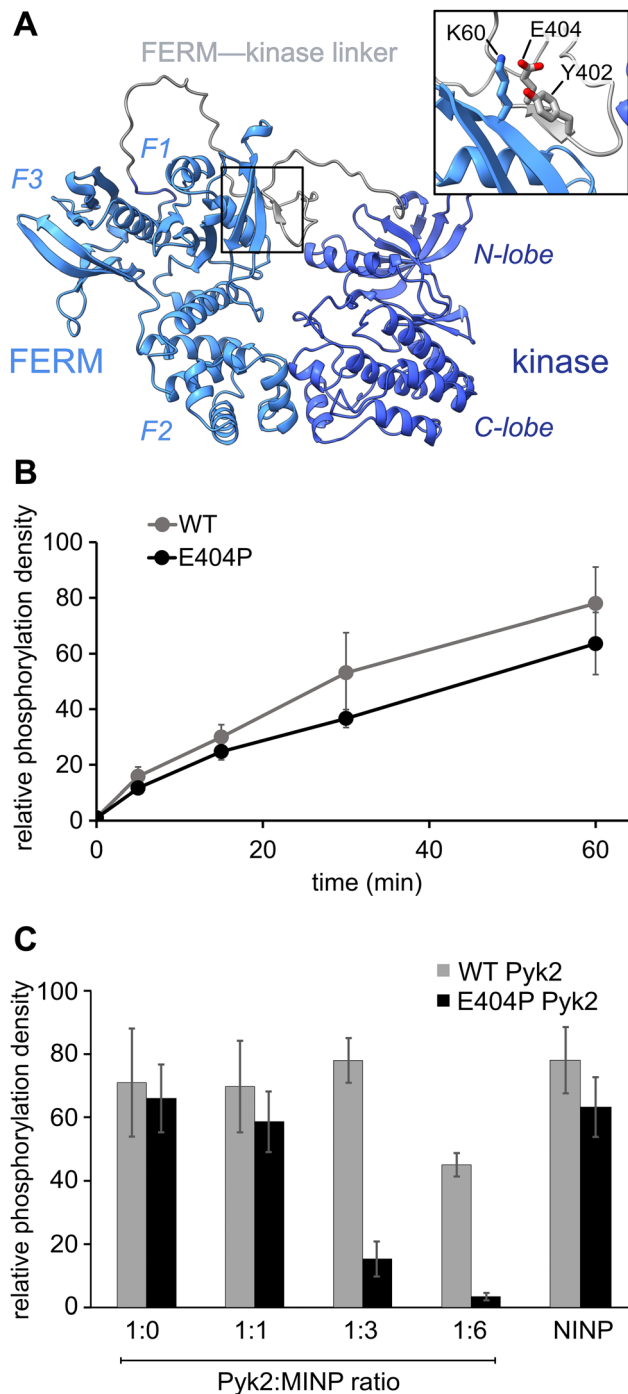 A
FERM—kinase linker
K60
E404
Y402
F1
F3
N-lobe
FERM
kinase
F2
C-lobe
B
WT
E404P
relative phosphorylation density
100
80
60
40
20
0
0 20 40 60
time (min)
C
WT Pyk2
E404P Pyk2
relative phosphorylation density
100
80
60
40
20
0
1:0 1:1 1:3 1:6 NINP
Pyk2:MINP ratio